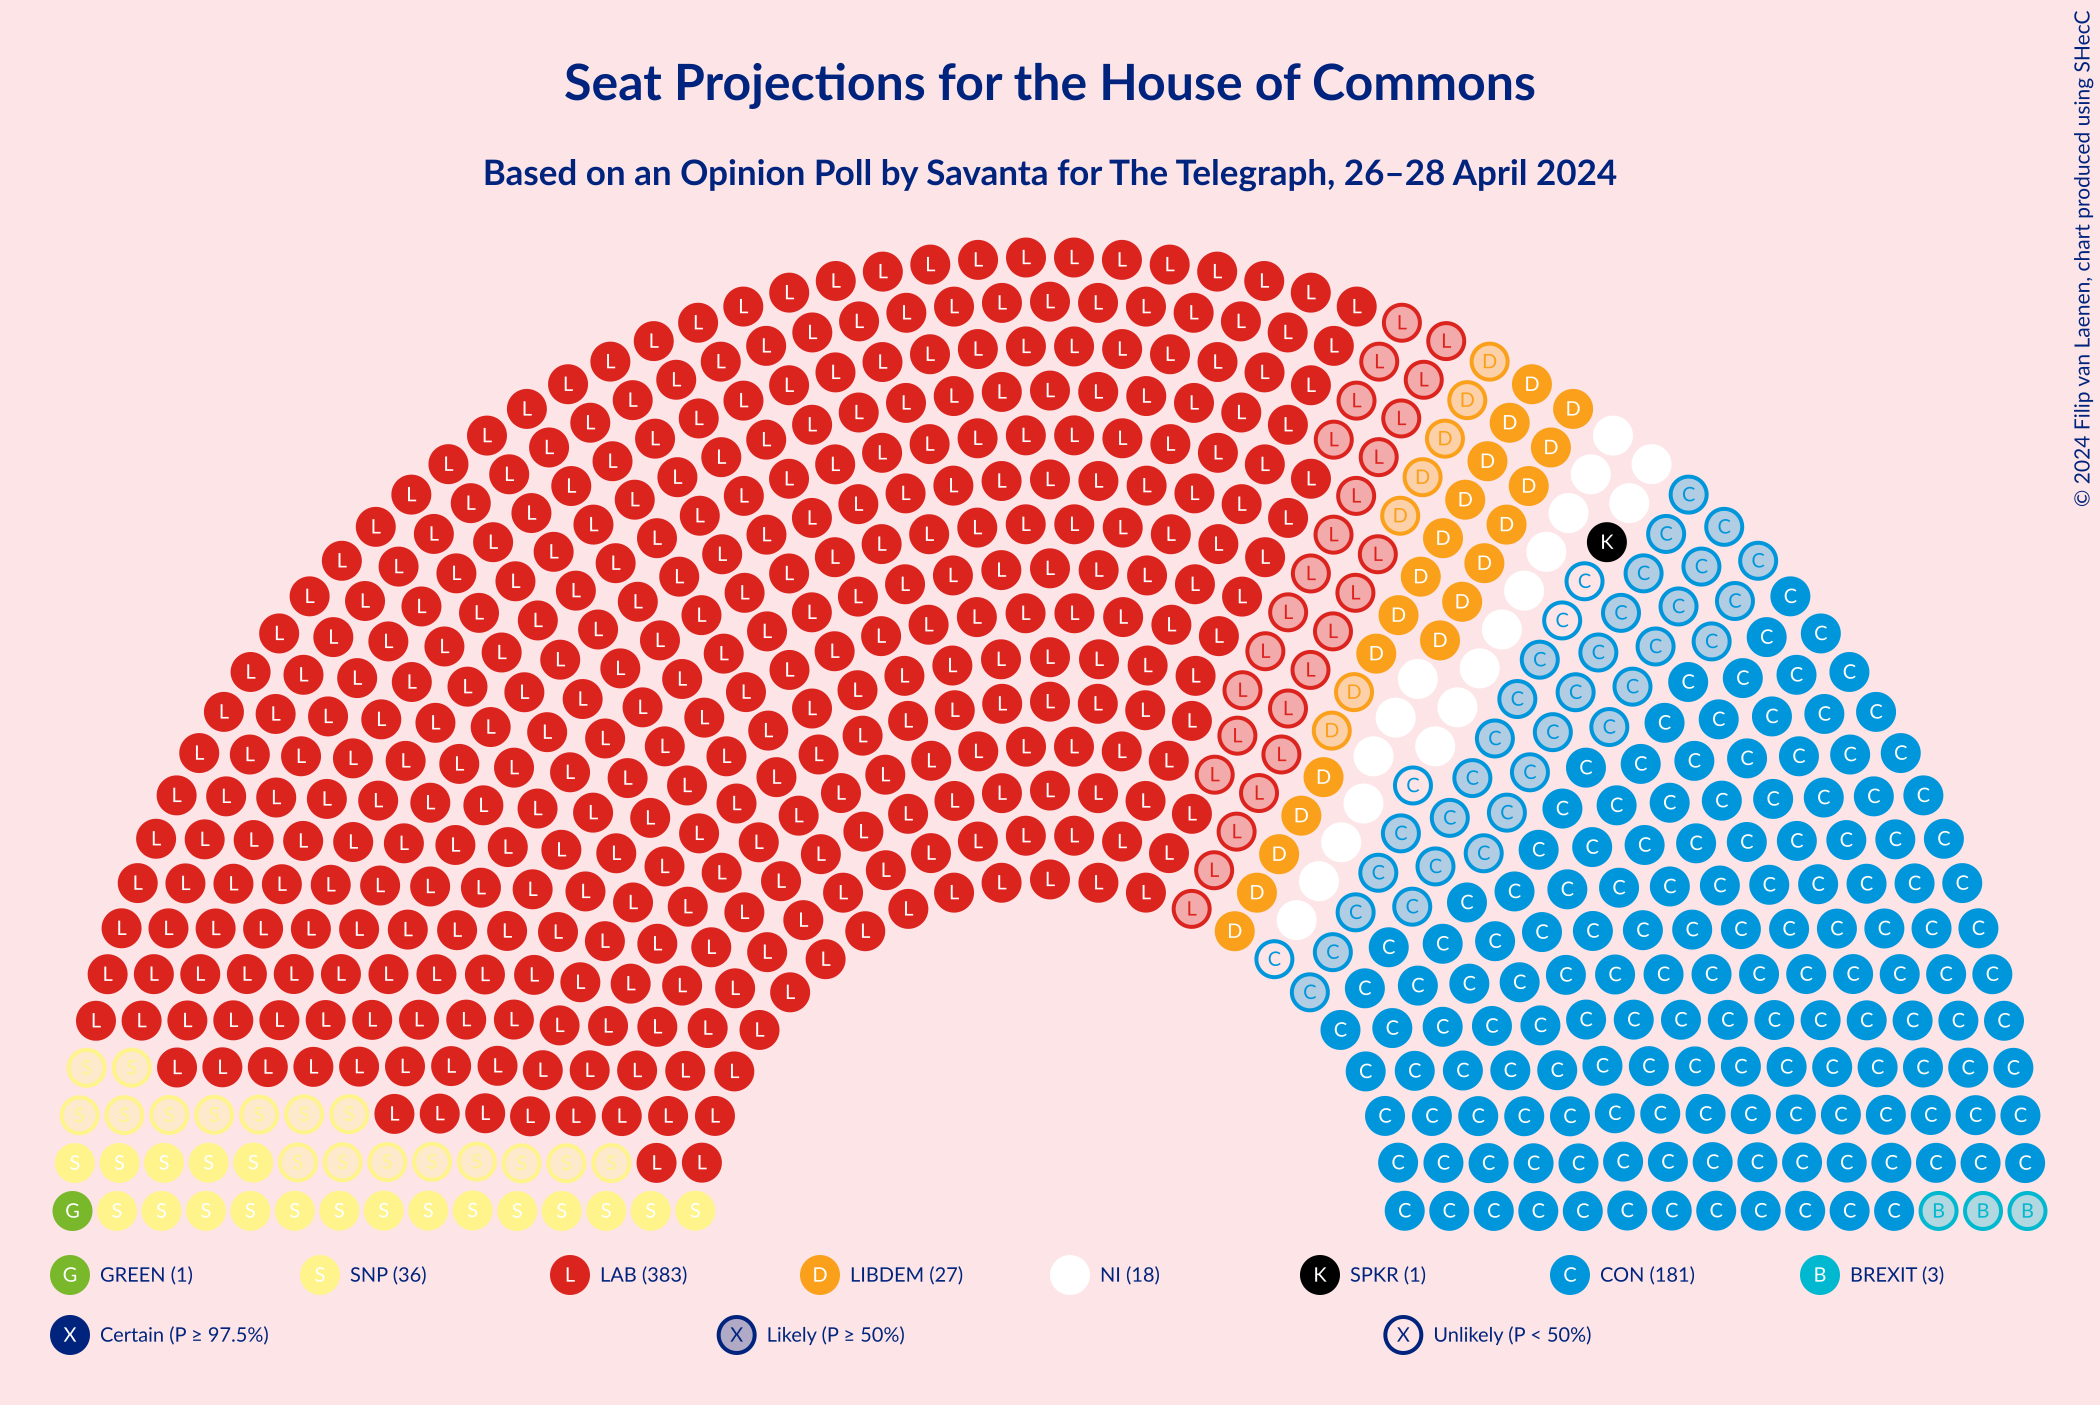 Seat Projections for the House of Commons
Based on an Opinion Poll by Savanta for The Telegraph, 26–28 April 2024
© 2024 Filip van Laenen, chart produced using SHecC
G GREEN (1) S SNP (36) L LAB (383) D LIBDEM (27) NI (18) K SPKR (1) C CON (181) B BREXIT (3)
X Certain (P ≥ 97.5%) X Likely (P ≥ 50%) X Unlikely (P < 50%)